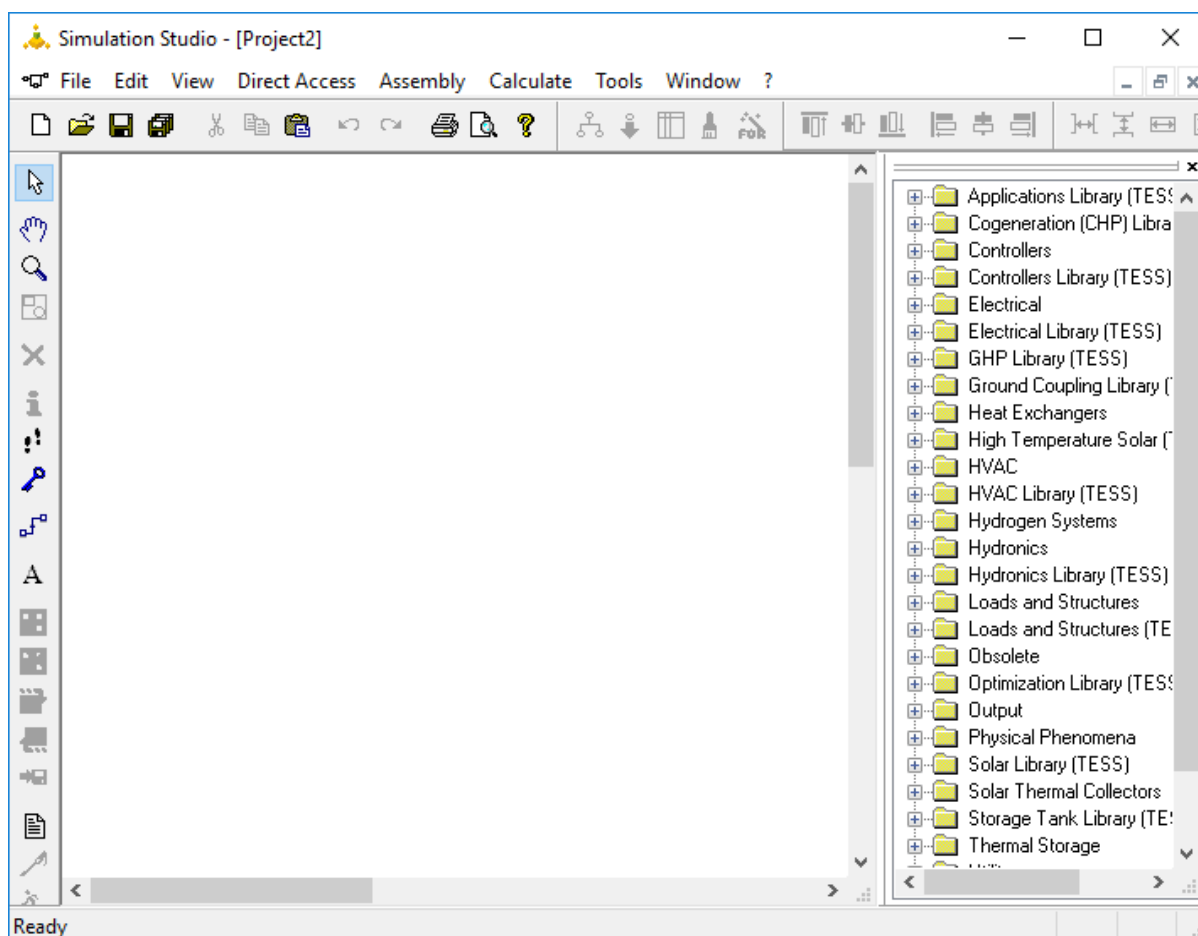 Simulation Studio - [Project2]
File Edit View Direct Access Assembly Calculate Tools Window ?
FOR
A
Applications Library (TESS
Cogeneration (CHP) Libra
Controllers
Controllers Library (TESS)
Electrical
Electrical Library (TESS)
GHP Library (TESS)
Ground Coupling Library (
Heat Exchangers
High Temperature Solar (
HVAC
HVAC Library (TESS)
Hydrogen Systems
Hydronics
Hydronics Library (TESS)
Loads and Structures
Loads and Structures (TE
Obsolete
Optimization Library (TESS
Output
Physical Phenomena
Solar Library (TESS)
Solar Thermal Collectors
Storage Tank Library (TE
Thermal Storage
Ready